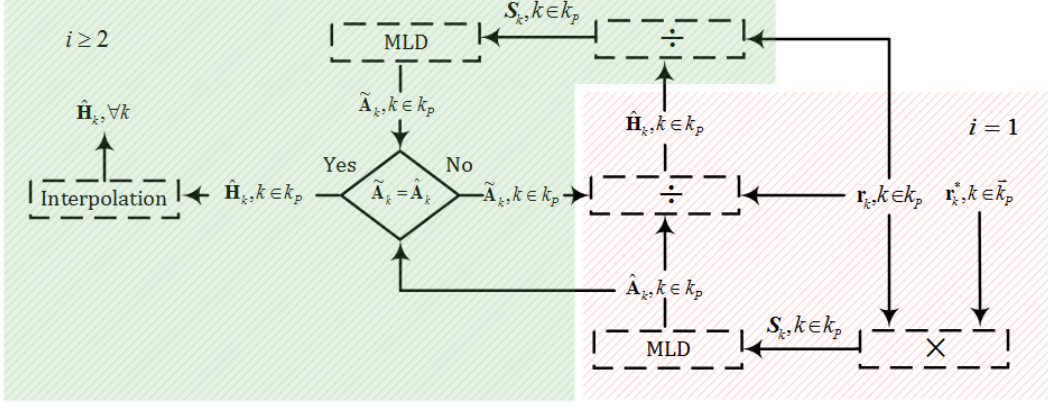 i ≥ 2
MLD
S_k, k ∈ k_p
÷
Ã_k, k ∈ k_p
Ĥ_k, ∀k
Ĥ_k, k ∈ k_p
i = 1
Yes
No
Interpolation
Ĥ_k, k ∈ k_p
Ã_k = Â_k
Ã_k, k ∈ k_p
÷
r_k, k ∈ k_p
r_k^*, k ∈ k̄_p
Â_k, k ∈ k_p
MLD
S_k, k ∈ k_p
×